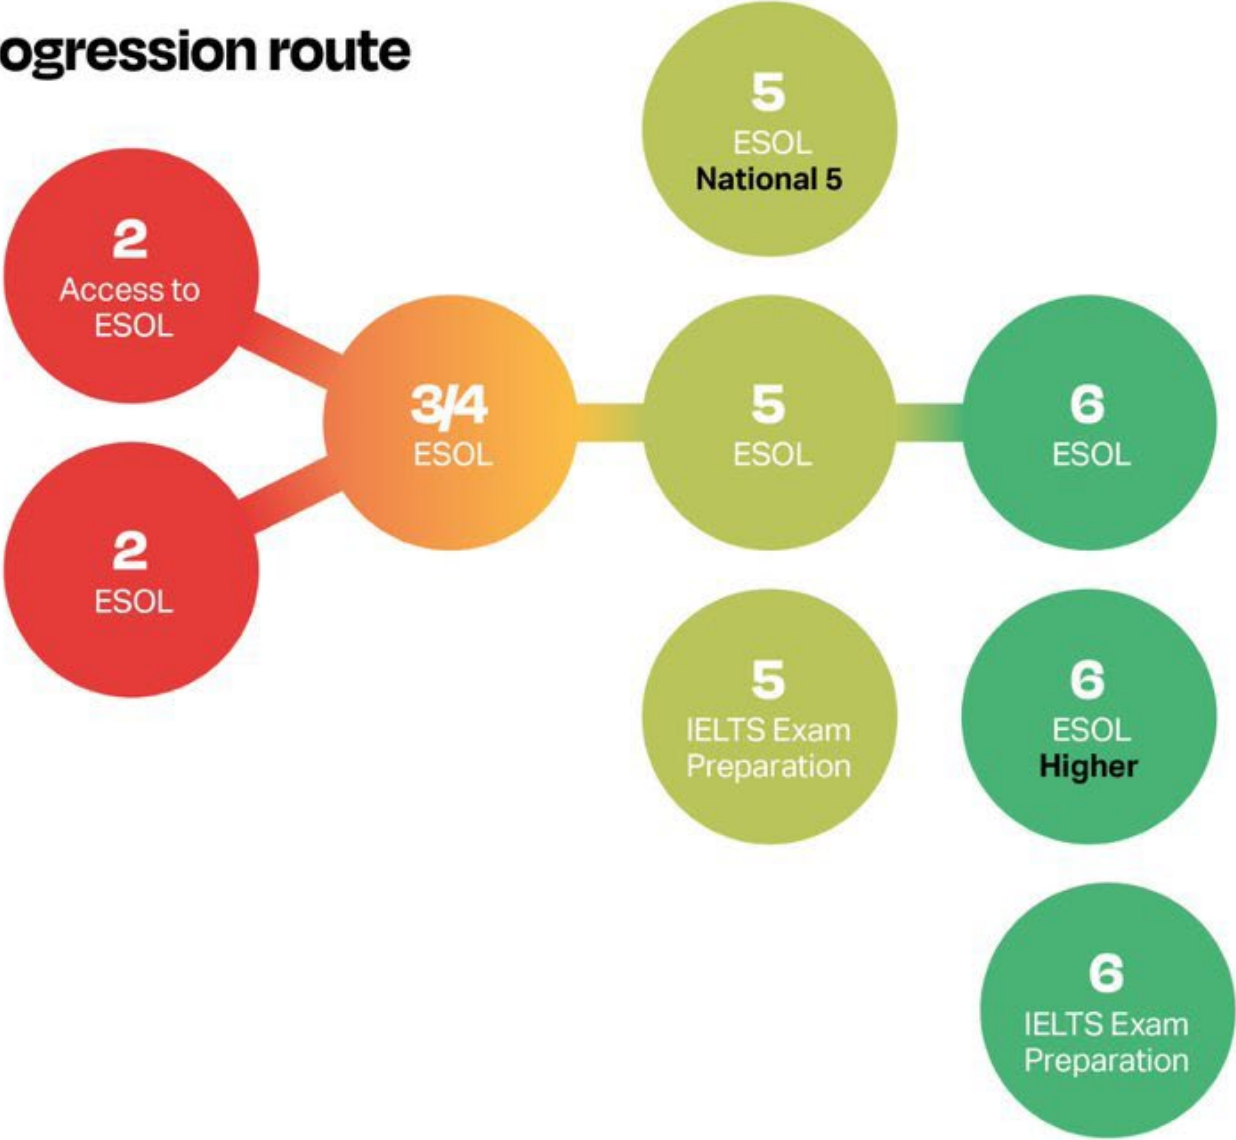 ogression route
5
ESOL
National 5
2
Access to
ESOL
3/4
ESOL
5
ESOL
6
ESOL
2
ESOL
5
IELTS Exam
Preparation
6
ESOL
Higher
6
IELTS Exam
Preparation